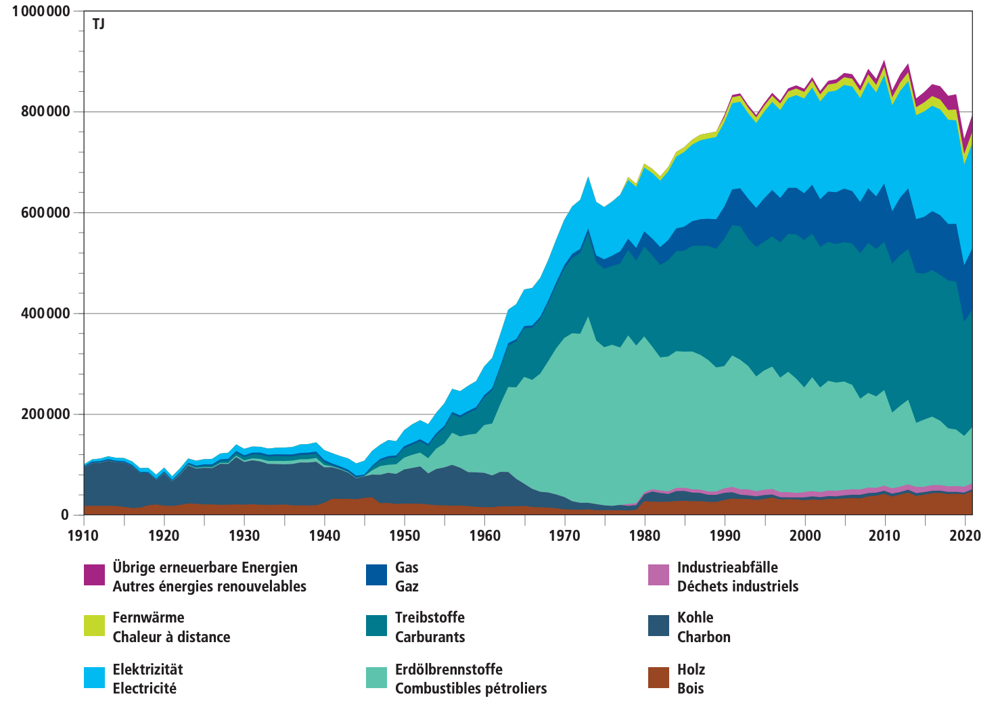 1 000 000
TJ
800 000
600 000
400 000
200 000
0
1910 1920 1930 1940 1950 1960 1970 1980 1990 2000 2010 2020
Übrige erneuerbare Energien
Autres énergies renouvelables
Gas
Gaz
Industrieabfälle
Déchets industriels
Fernwärme
Chaleur à distance
Treibstoffe
Carburants
Kohle
Charbon
Elektrizität
Electricité
Erdölbrennstoffe
Combustibles pétroliers
Holz
Bois